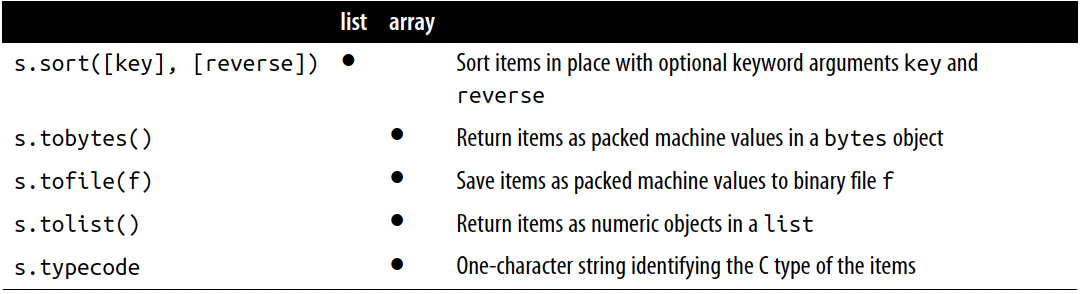 list array
s.sort([key], [reverse]) ● Sort items in place with optional keyword arguments key and
reverse
s.tobytes() ● Return items as packed machine values in a bytes object
s.tofile(f) ● Save items as packed machine values to binary file f
s.tolist() ● Return items as numeric objects in a list
s.typecode ● One-character string identifying the C type of the items